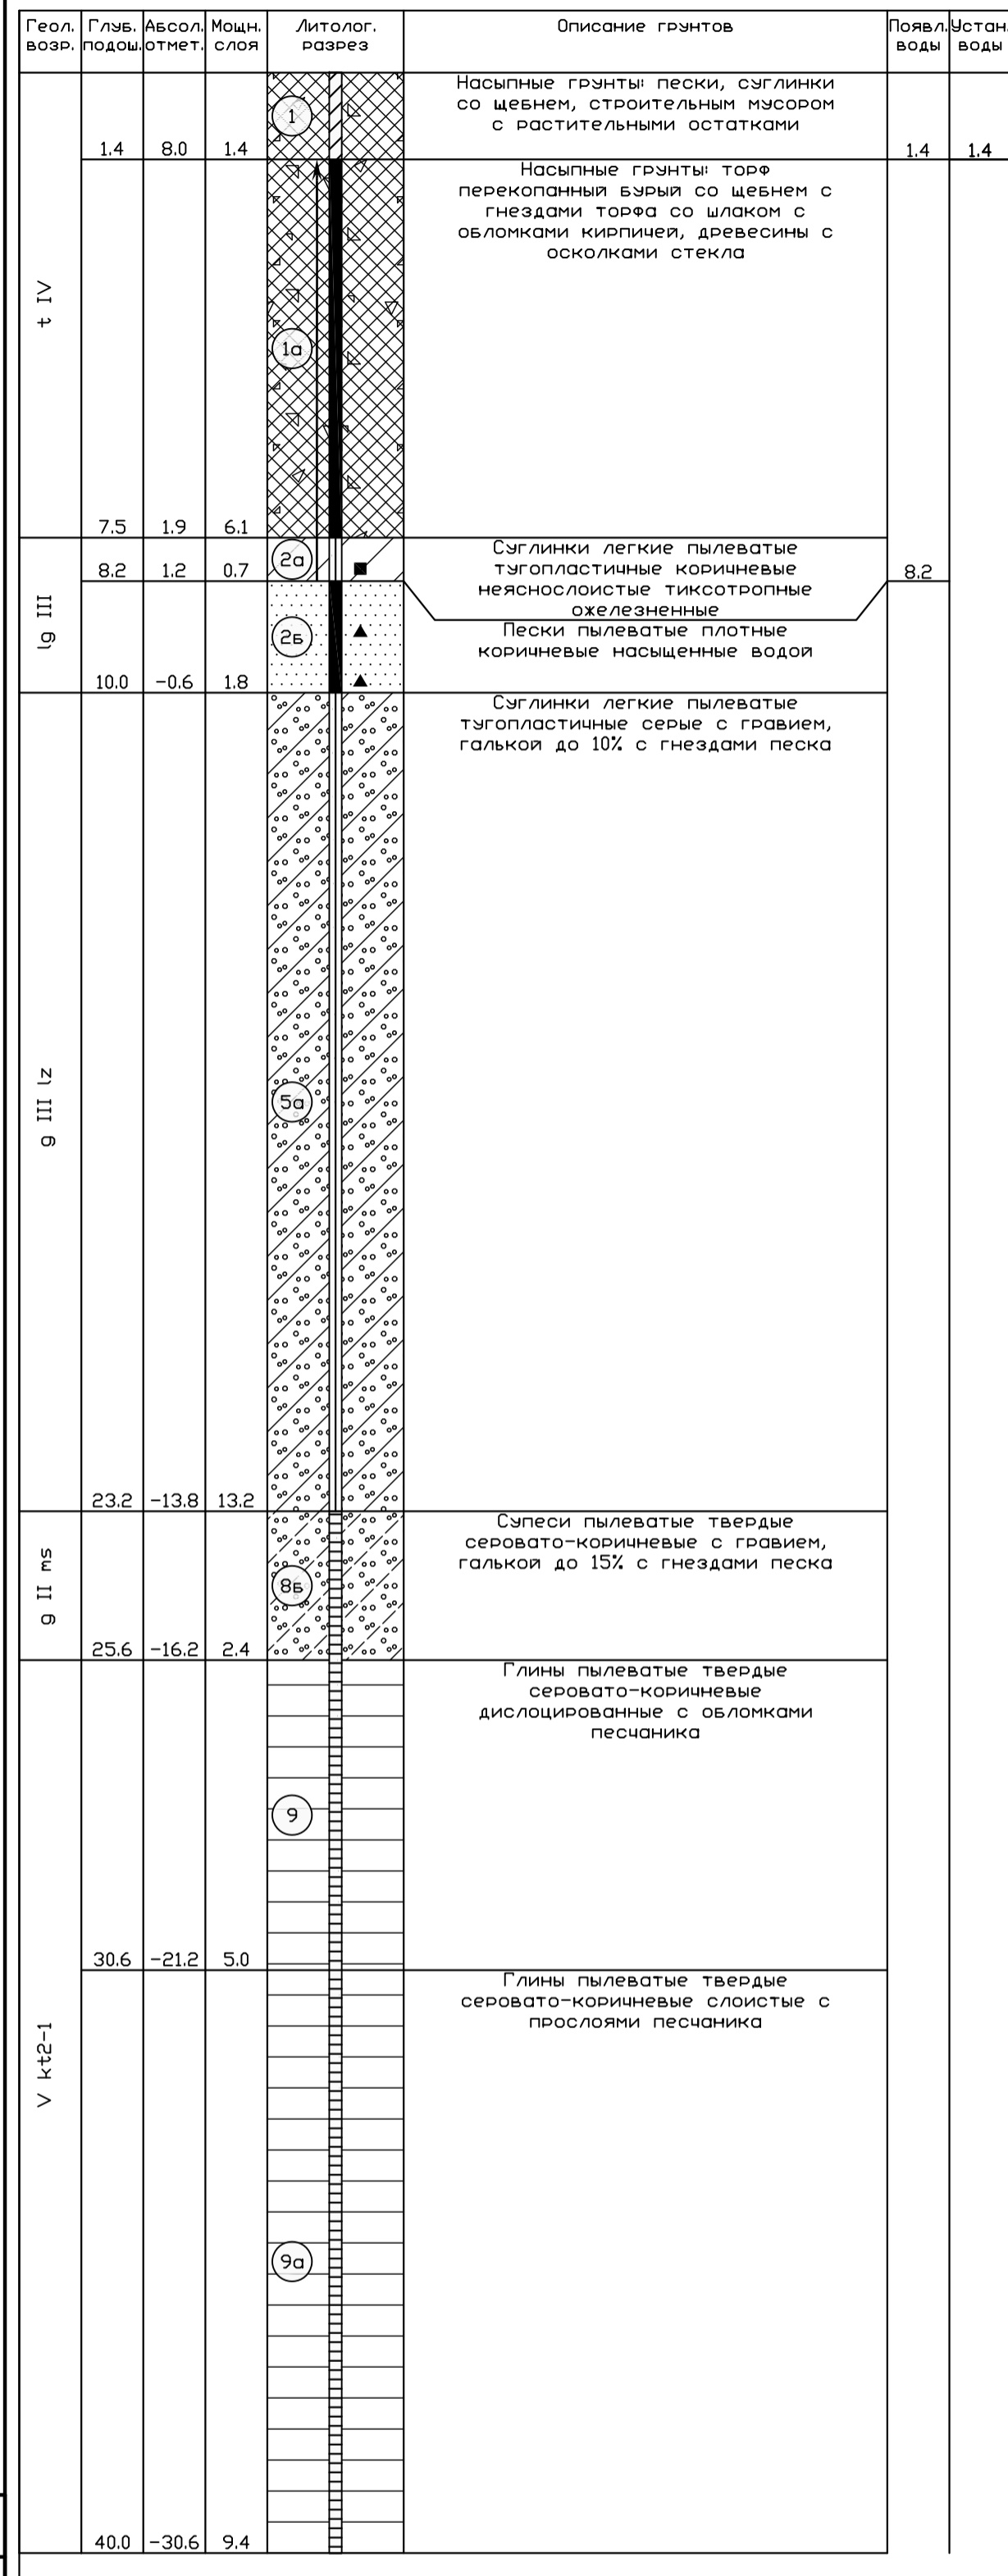 Геол. возр.
Глуб. подош.
Абсол. отмет.
Мощн. слоя
Литолог. разрез
Описание грунтов
Появл. воды
Устан. воды
t IV
1
Насыпные грунты: пески, суглинки
со щебнем, строительным мусором
с растительными остатками
1.4 8.0 1.4 1.4 1.4
1а
Насыпные грунты: торф
перекопанный бурый со щебнем с
гнездами торфа со шлаком с
обломками кирпичей, древесины с
осколками стекла
7.5 1.9 6.1
lg III
2а
Суглинки легкие пылеватые
тугопластичные коричневые
неяснослоистые тиксотропные
ожелезненные
8.2 1.2 0.7 8.2
2б
Пески пылеватые плотные
коричневые насыщенные водой
10.0 -0.6 1.8
g III lz
Суглинки легкие пылеватые
тугопластичные серые с гравием,
галькой до 10% с гнездами песка
5а
23.2 -13.8 13.2
g II ms
Супеси пылеватые твердые
серовато-коричневые с гравием,
галькой до 15% с гнездами песка
8б
25.6 -16.2 2.4
V kt2-1
Глины пылеватые твердые
серовато-коричневые
дислоцированные с обломками
песчаника
9
30.6 -21.2 5.0
Глины пылеватые твердые
серовато-коричневые слоистые с
прослоями песчаника
9а
40.0 -30.6 9.4